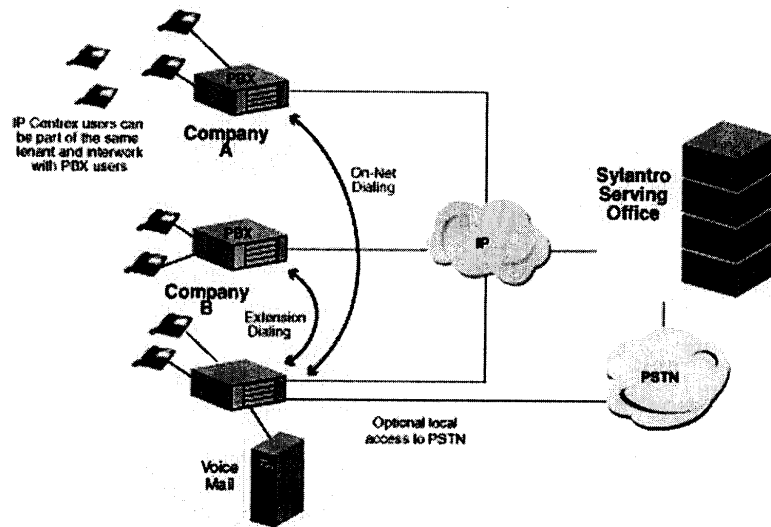 PBX
IP Centrex users can
be part of the same
tenant and interwork
with PBX users
Company
A
On-Net
Dialing
Sylantro
Serving
Office
PBX
IP
Company
B
Extension
Dialing
PSTN
Optional local
access to PSTN
Voice
Mail